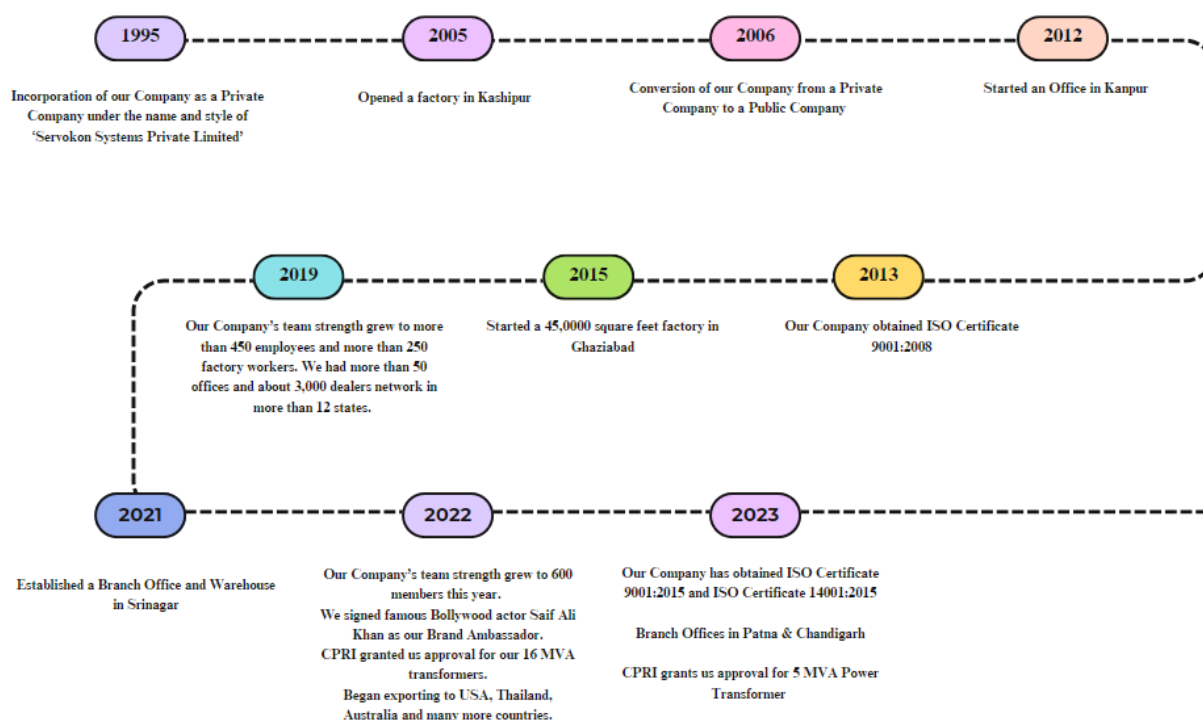 1995
Incorporation of our Company as a Private
Company under the name and style of
‘Servokon Systems Private Limited’
2005
Opened a factory in Kashipur
2006
Conversion of our Company from a Private
Company to a Public Company
2012
Started an Office in Kanpur
2013
Our Company obtained ISO Certificate
9001:2008
2015
Started a 45,0000 square feet factory in
Ghaziabad
2019
Our Company’s team strength grew to more
than 450 employees and more than 250
factory workers. We had more than 50
offices and about 3,000 dealers network in
more than 12 states.
2021
Established a Branch Office and Warehouse
in Srinagar
2022
Our Company’s team strength grew to 600
members this year.
We signed famous Bollywood actor Saif Ali
Khan as our Brand Ambassador.
CPRI granted us approval for our 16 MVA
transformers.
Began exporting to USA, Thailand,
Australia and many more countries.
2023
Our Company has obtained ISO Certificate
9001:2015 and ISO Certificate 14001:2015
Branch Offices in Patna & Chandigarh
CPRI grants us approval for 5 MVA Power
Transformer